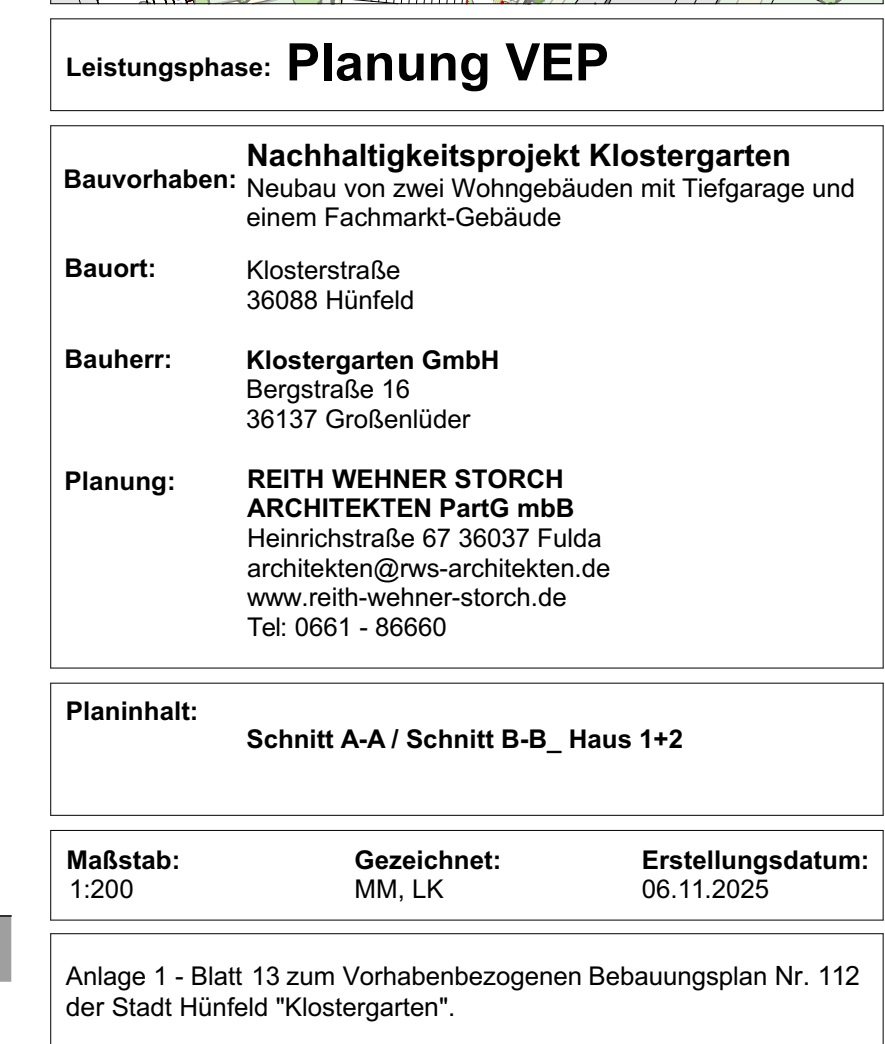 Leistungsphase: Planung VEP
Bauvorhaben: Nachhaltigkeitsprojekt Klostergarten
Neubau von zwei Wohngebäuden mit Tiefgarage und
einem Fachmarkt-Gebäude
Bauort: Klosterstraße
36088 Hünfeld
Bauherr: Klostergarten GmbH
Bergstraße 16
36137 Großenlüder
Planung: REITH WEHNER STORCH
ARCHITEKTEN PartG mbB
Heinrichstraße 67 36037 Fulda
architekten@rws-architekten.de
www.reith-wehner-storch.de
Tel: 0661 - 86660
Planinhalt:
Schnitt A-A / Schnitt B-B_ Haus 1+2
Maßstab: Gezeichnet: Erstellungsdatum:
1:200 MM, LK 06.11.2025
Anlage 1 - Blatt 13 zum Vorhabenbezogenen Bebauungsplan Nr. 112
der Stadt Hünfeld "Klostergarten".